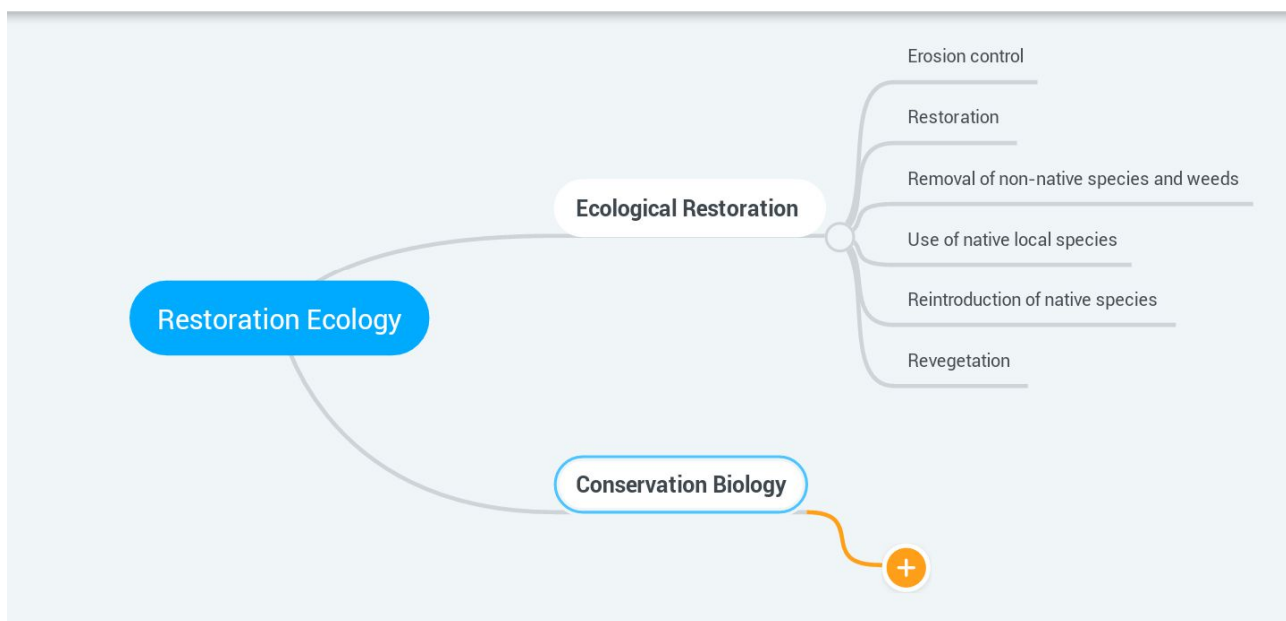 Restoration Ecology
Ecological Restoration
Erosion control
Restoration
Removal of non-native species and weeds
Use of native local species
Reintroduction of native species
Revegetation
Conservation Biology